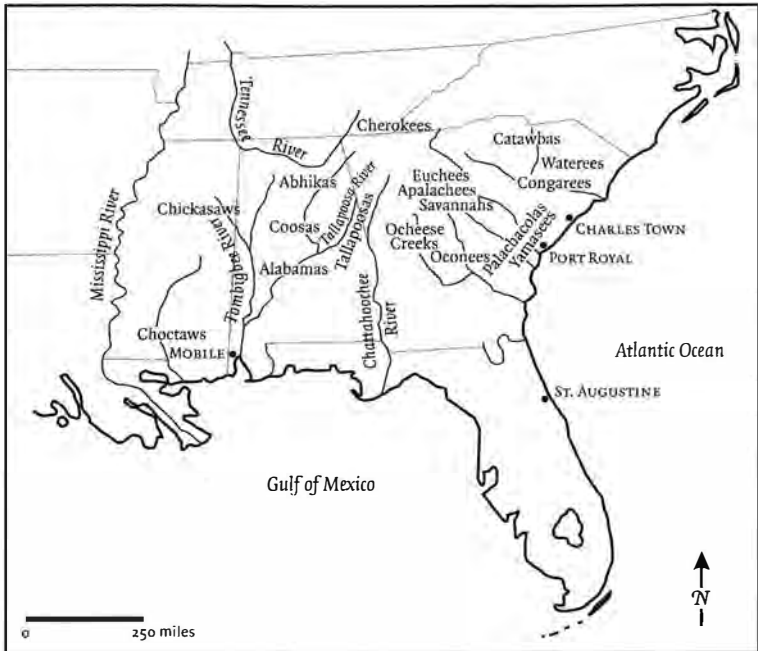 Tennessee
River
Cherokees
Catawbas
Waterees
Congarees
Abhikas
Euchees
Apalachees
Savannahs
Chickasaws
Tallapoose River
Coosas
Tallapoosas
Ocheese
Creeks
Palachacolas
Yamasees
CHARLES TOWN
Mississippi River
Tombigbee River
Alabamas
Oconees
PORT ROYAL
Chattahoochee
River
Choctaws
MOBILE
Atlantic Ocean
ST. AUGUSTINE
Gulf of Mexico
N
0
250 miles